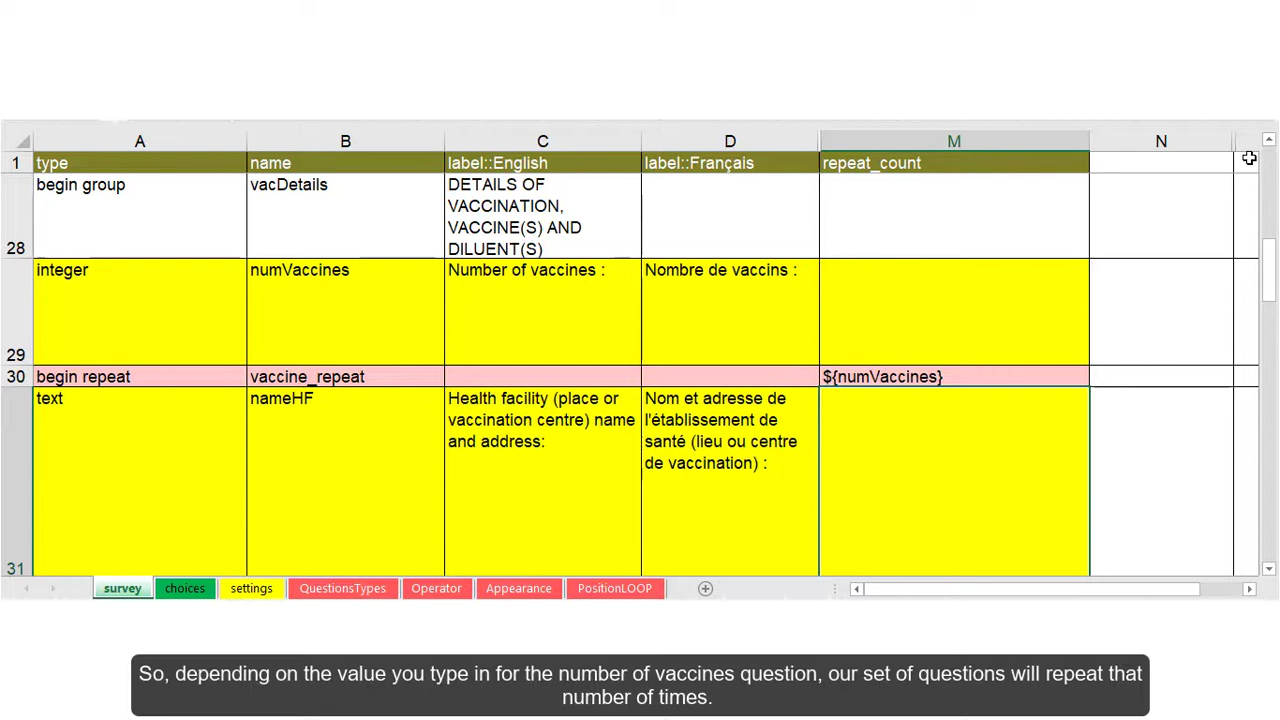 A B C D M N
1 type name label::English label::Français repeat_count
begin group vacDetails DETAILS OF
VACCINATION,
VACCINE(S) AND
28 DILUENT(S)
integer numVaccines Number of vaccines : Nombre de vaccins :
29
30 begin repeat vaccine_repeat ${numVaccines}
text nameHF Health facility (place or Nom et adresse de
vaccination centre) name l'établissement de
and address: santé (lieu ou centre
de vaccination) :
31
survey choices settings QuestionsTypes Operator Appearance PositionLOOP
So, depending on the value you type in for the number of vaccines question, our set of questions will repeat that
number of times.